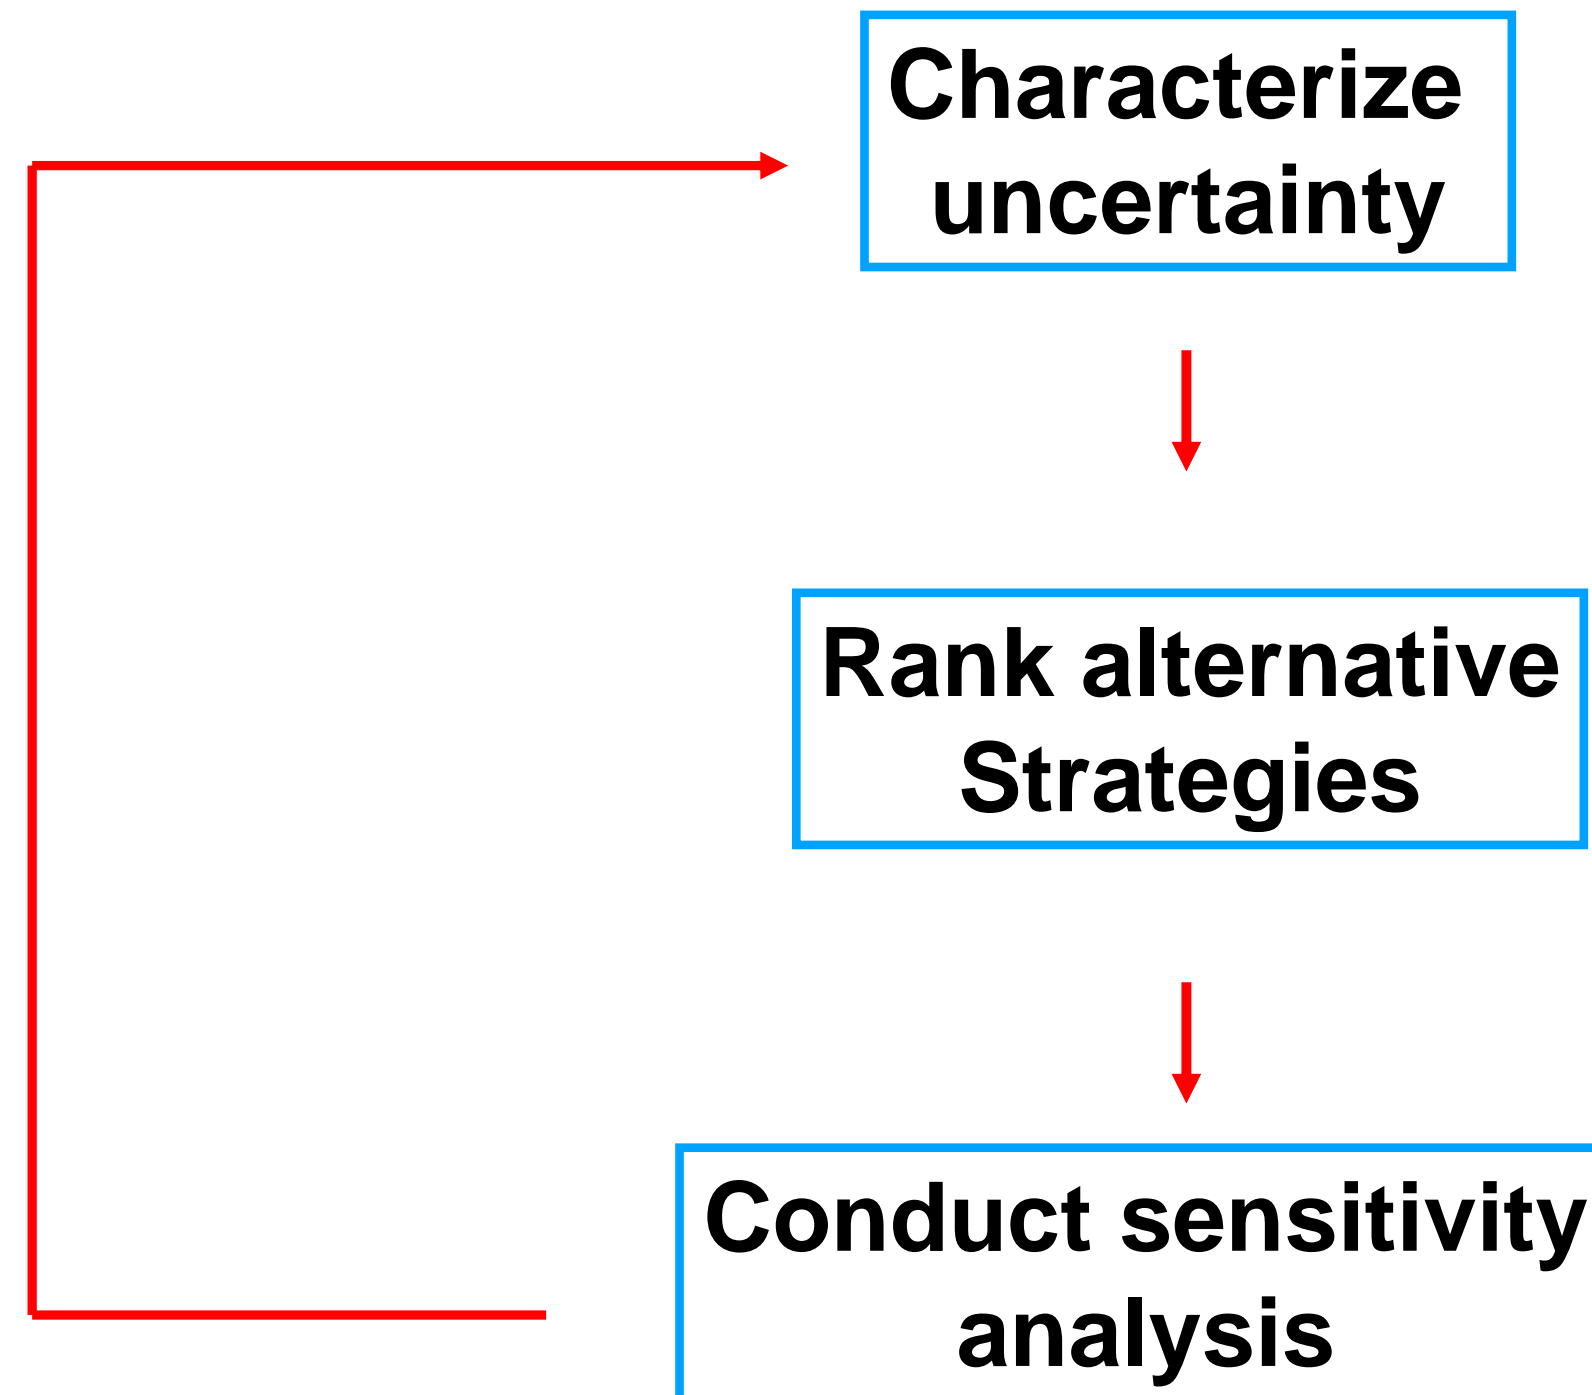 Characterize
uncertainty
Rank alternative
Strategies
Conduct sensitivity
analysis